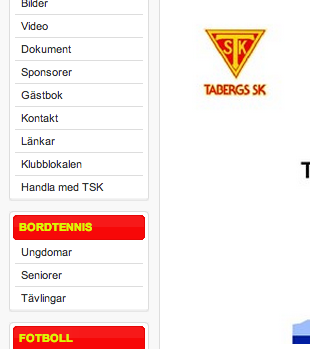 Bilder
Video
Dokument
Sponsorer
Gästbok
Kontakt
Länkar
Klubblokalen
Handla med TSK
BORDTENNIS
Ungdomar
Seniorer
Tävlingar
FOTBOLL
TSK
TABERGS SK
T